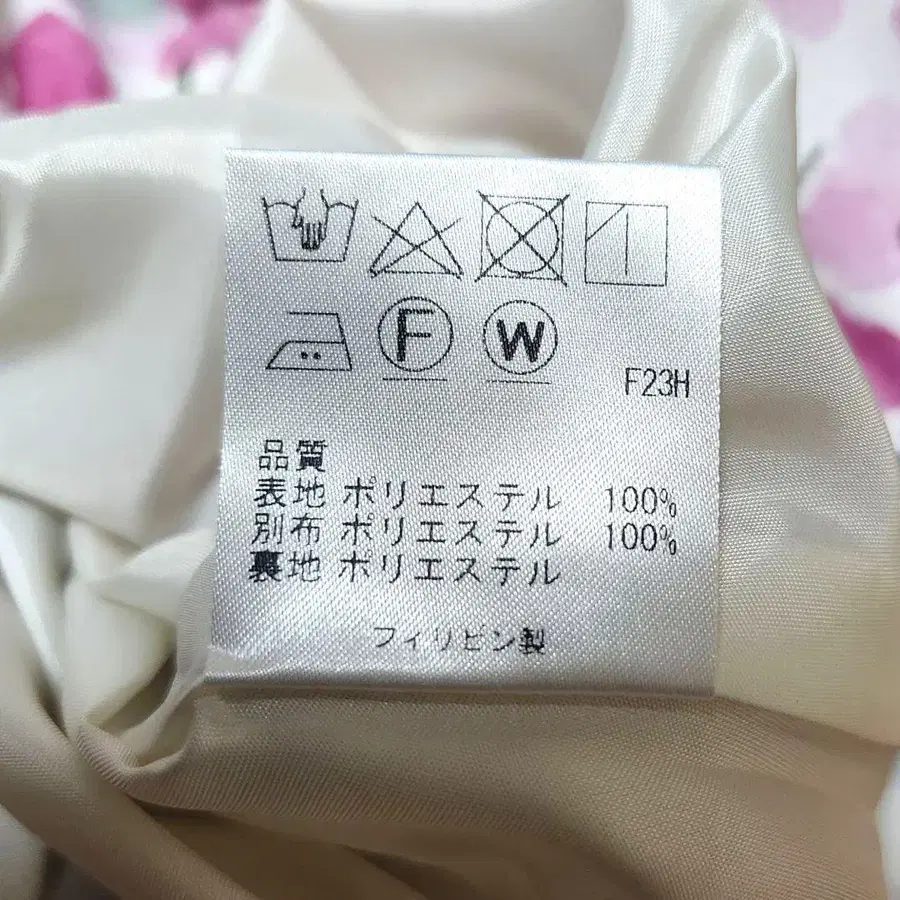 F W
F23H
品質
表地 ポリエステル 100%
別布 ポリエステル 100%
裏地 ポリエステル
フィリピン製